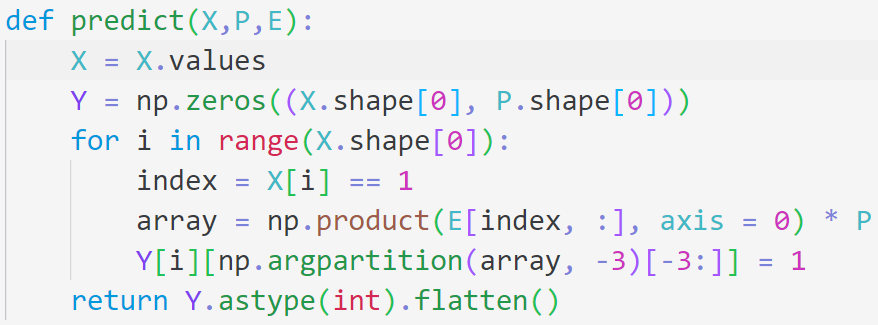 def predict(X,P,E):
    X = X.values
    Y = np.zeros((X.shape[0], P.shape[0]))
    for i in range(X.shape[0]):
        index = X[i] == 1
        array = np.product(E[index, :], axis = 0) * P
        Y[i][np.argpartition(array, -3)[-3:]] = 1
    return Y.astype(int).flatten()